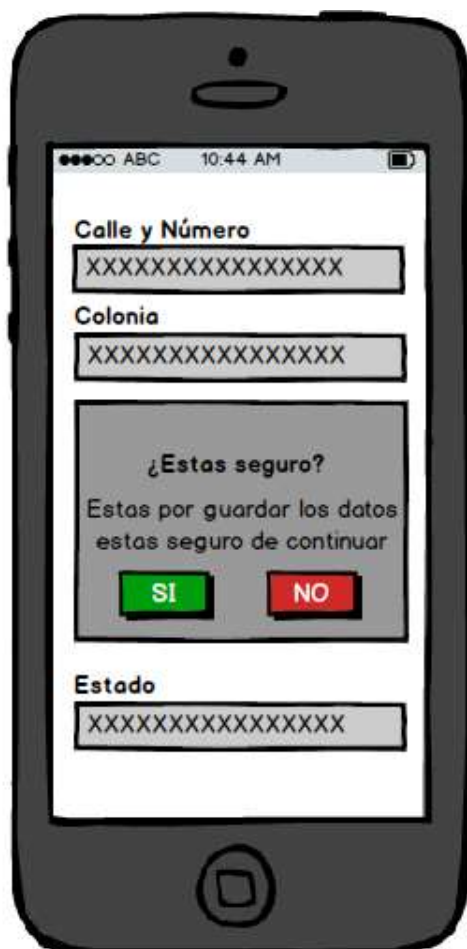 ABC 10:44 AM
Calle y Número
XXXXXXXXXXXXXXXX
Colonia
XXXXXXXXXXXXXXXX
¿Estas seguro?
Estas por guardar los datos
estas seguro de continuar
SI NO
Estado
XXXXXXXXXXXXXXXX